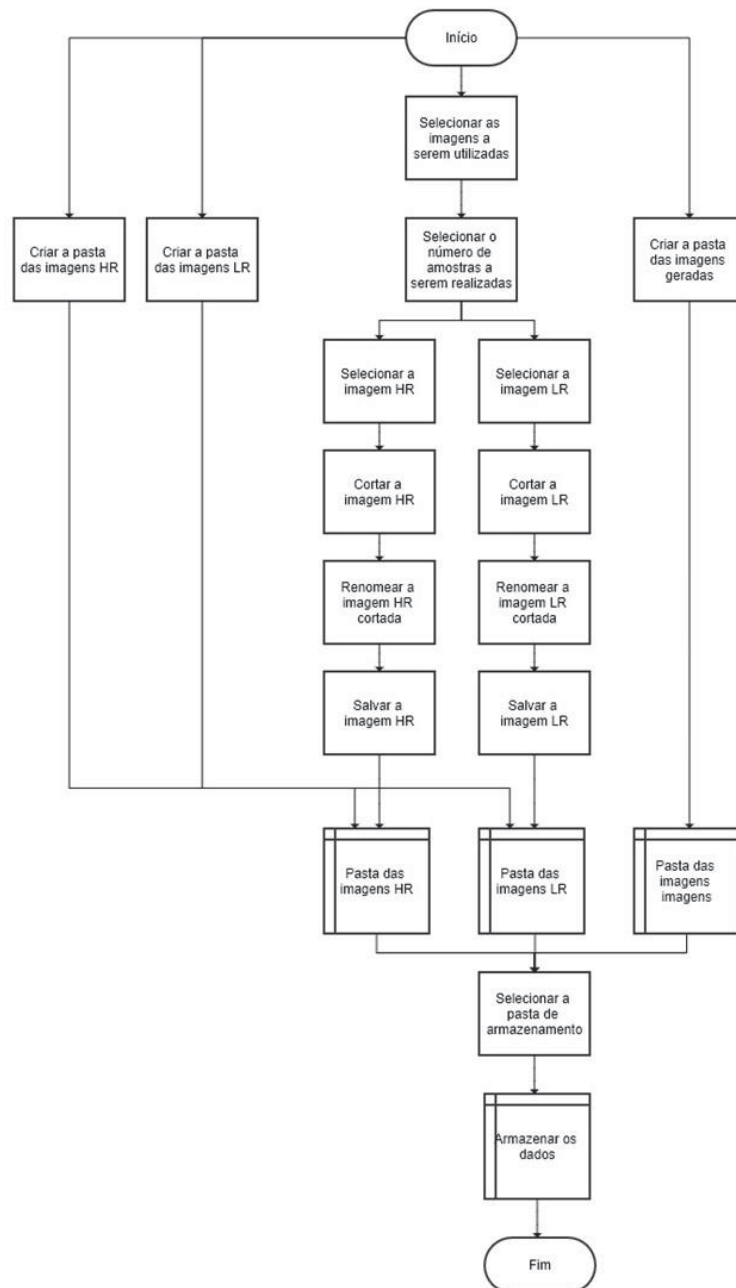 Início
Selecionar as
imagens a
serem utilizadas
Criar a pasta
das imagens HR
Criar a pasta
das imagens LR
Selecionar o
número de
amostras a
serem realizadas
Criar a pasta
das imagens
geradas
Selecionar a
imagem HR
Selecionar a
imagem LR
Cortar a
imagem HR
Cortar a
imagem LR
Renomear a
imagem HR
cortada
Renomear a
imagem LR
cortada
Salvar a
imagem HR
Salvar a
imagem LR
Pasta das
imagens HR
Pasta das
imagens LR
Pasta das
imagens
imagens
Selecionar a
pasta de
armazenamento
Armazenar os
dados
Fim